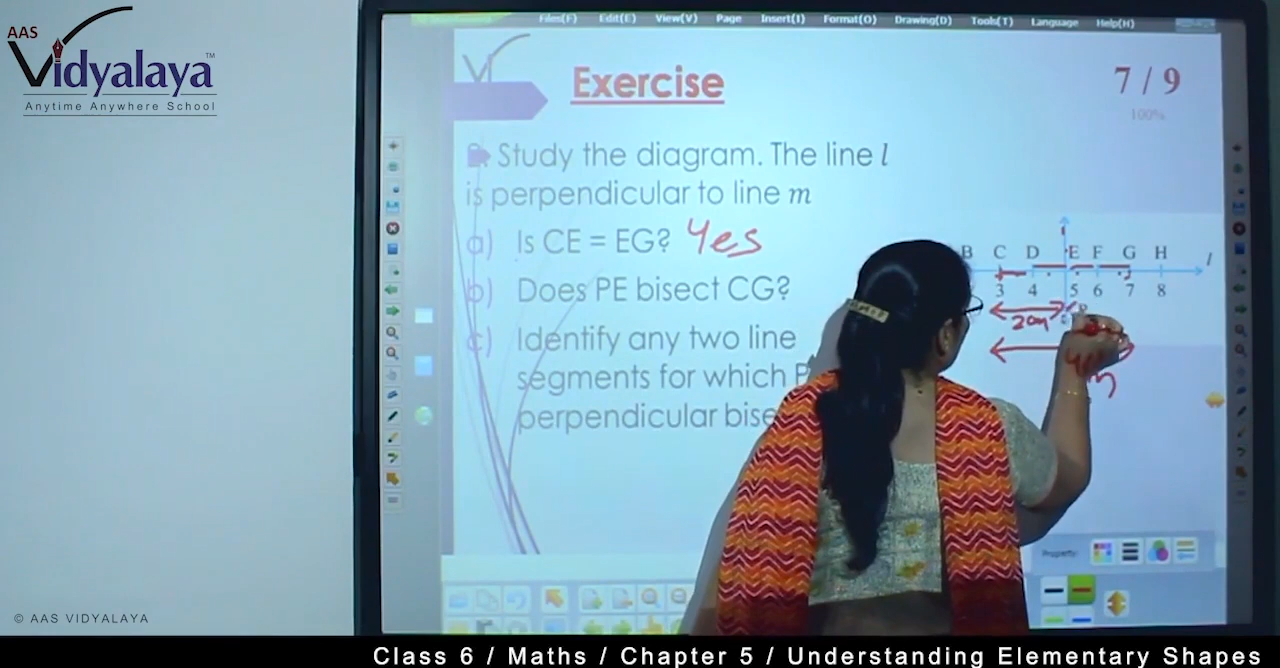 AAS
Vidyalaya™
Anytime Anywhere School
Files(F) Edit(E) View(V) Page Insert(I) Format(O) Drawing(D) Tools(T) Language Help(H)
Exercise
7 / 9
100%
Study the diagram. The line l
is perpendicular to line m
a) Is CE = EG? Yes
b) Does PE bisect CG?
c) Identify any two line
segments for which P
perpendicular bise
B C D E F G H l
3 4 5 6 7 8
2cm
Property:
© AAS VIDYALAYA
Class 6 / Maths / Chapter 5 / Understanding Elementary Shapes